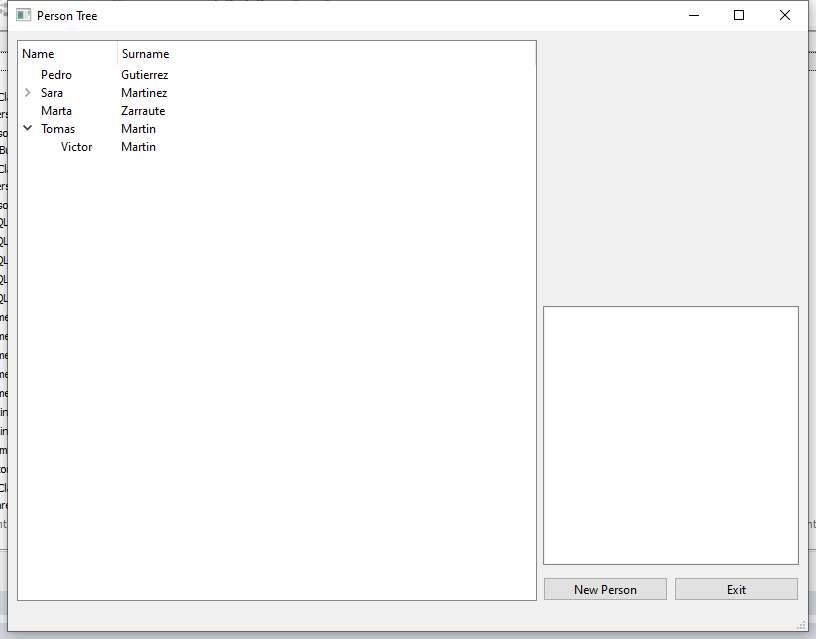 Person Tree
Name Surname
Pedro Gutierrez
Sara Martinez
Marta Zarraute
Tomas Martin
Victor Martin
New Person Exit